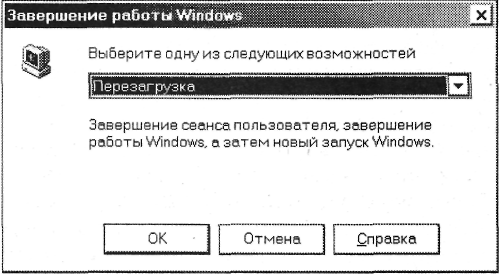 Завершение работы Windows
Выберите одну из следующих возможностей
Перезагрузка
Завершение сеанса пользователя, завершение
работы Windows, а затем новый запуск Windows.
ОК Отмена Справка